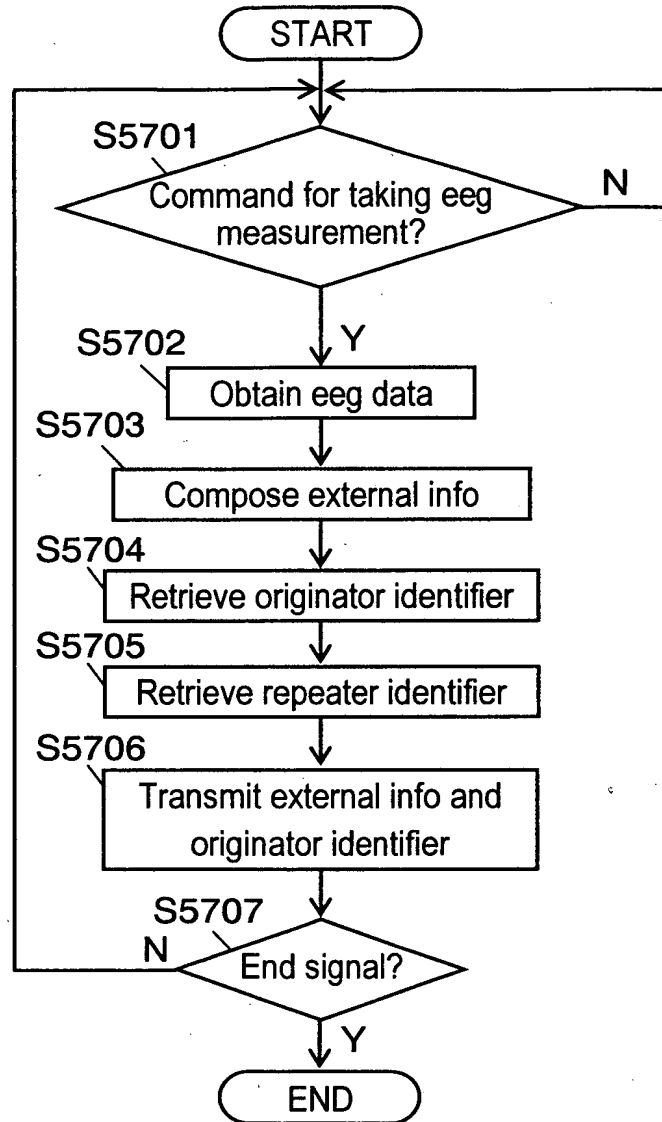 START
S5701
Command for taking eeg
measurement?
N
Y
S5702
Obtain eeg data
S5703
Compose external info
S5704
Retrieve originator identifier
S5705
Retrieve repeater identifier
S5706
Transmit external info and
originator identifier
S5707
N
End signal?
Y
END